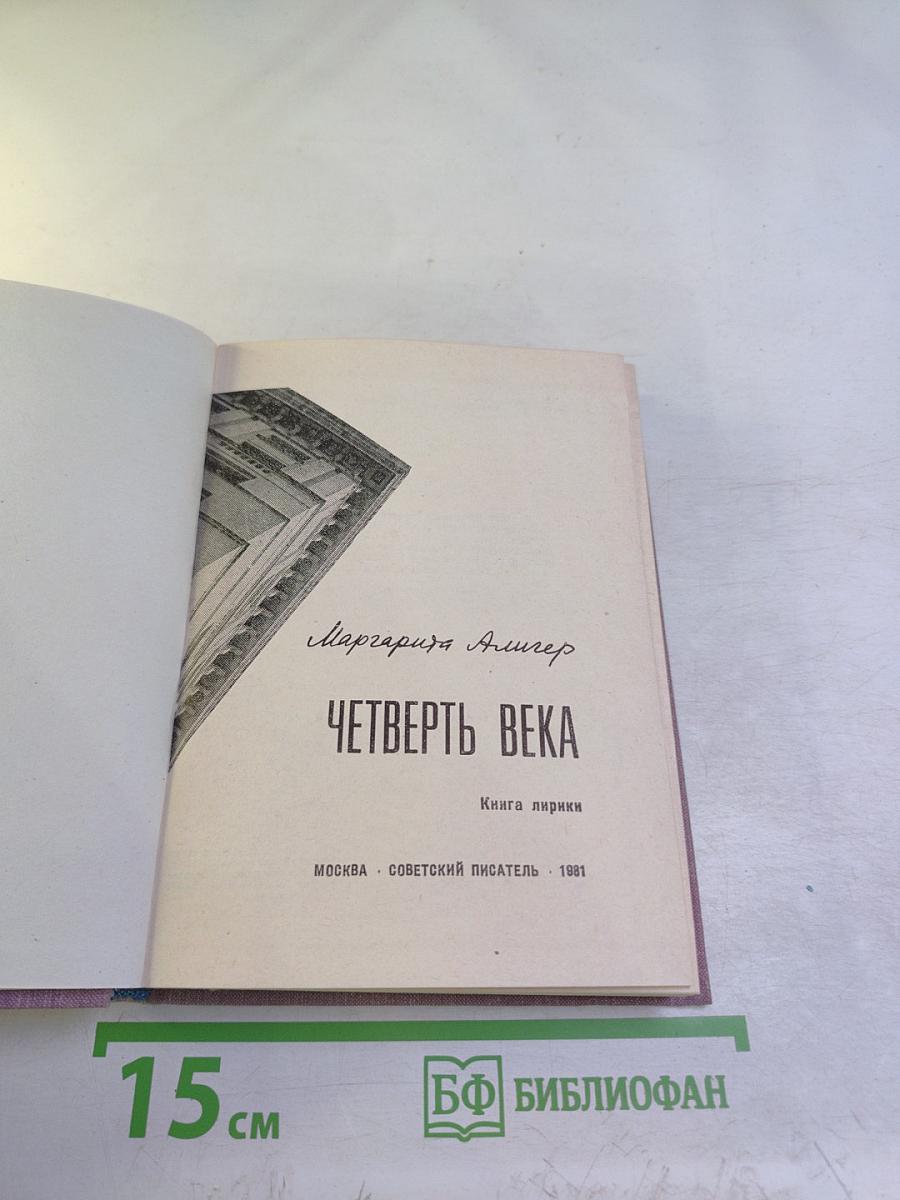 Маргарита Алигер
ЧЕТВЕРТЬ ВЕКА
Книга лирики
МОСКВА · СОВЕТСКИЙ ПИСАТЕЛЬ · 1981
15 см
БФ БИБЛИОФАН